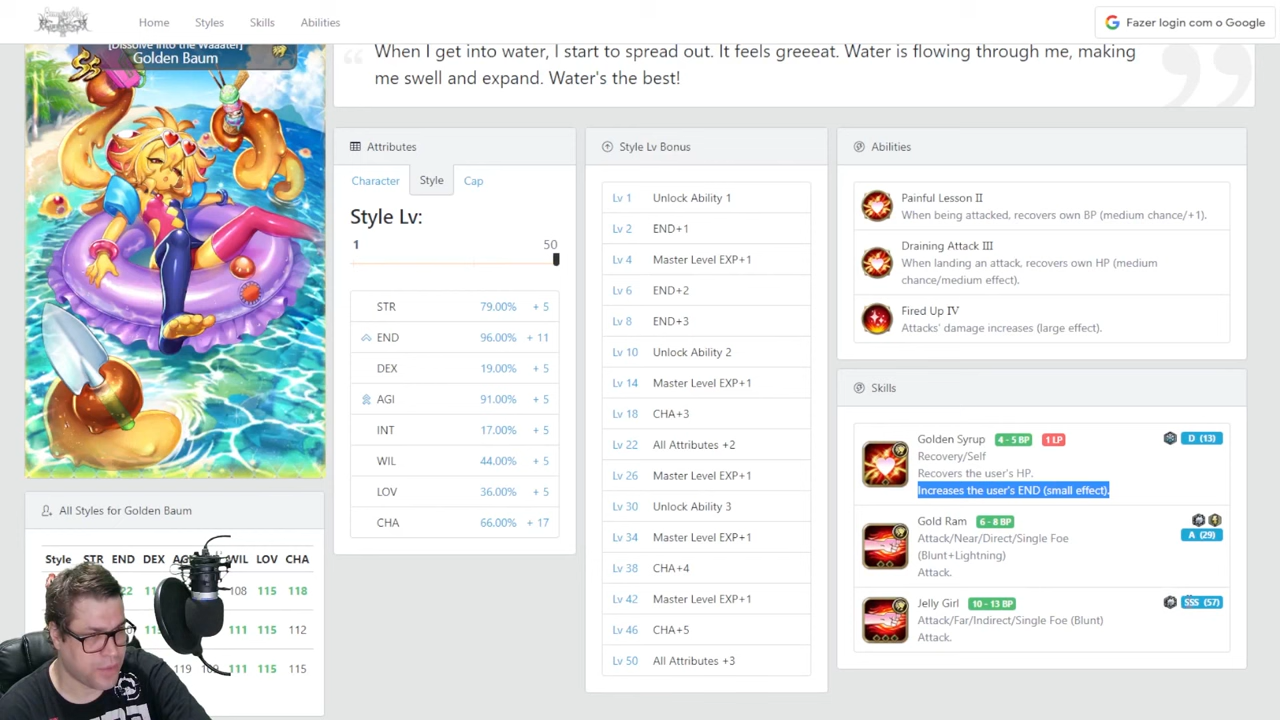 Home Styles Skills Abilities
Fazer login com o Google
[Dissolve into the Waaater]
Golden Baum
SS
When I get into water, I start to spread out. It feels greeeat. Water is flowing through me, making
me swell and expand. Water's the best!
Attributes
Character Style Cap
Style Lv:
1 50
STR 79.00% + 5
END 96.00% + 11
DEX 19.00% + 5
AGI 91.00% + 5
INT 17.00% + 5
WIL 44.00% + 5
LOV 36.00% + 5
CHA 66.00% + 17
Style Lv Bonus
Lv 1 Unlock Ability 1
Lv 2 END+1
Lv 4 Master Level EXP+1
Lv 6 END+2
Lv 8 END+3
Lv 10 Unlock Ability 2
Lv 14 Master Level EXP+1
Lv 18 CHA+3
Lv 22 All Attributes +2
Lv 26 Master Level EXP+1
Lv 30 Unlock Ability 3
Lv 34 Master Level EXP+1
Lv 38 CHA+4
Lv 42 Master Level EXP+1
Lv 46 CHA+5
Lv 50 All Attributes +3
Abilities
Painful Lesson II
When being attacked, recovers own BP (medium chance/+1).
Draining Attack III
When landing an attack, recovers own HP (medium
chance/medium effect).
Fired Up IV
Attacks' damage increases (large effect).
Skills
Golden Syrup 4 - 5 BP 1 LP D (13)
Recovery/Self
Recovers the user's HP.
Increases the user's END (small effect).
Gold Ram 6 - 8 BP A (29)
Attack/Near/Direct/Single Foe
(Blunt+Lightning)
Attack.
Jelly Girl 10 - 13 BP SSS (57)
Attack/Far/Indirect/Single Foe (Blunt)
Attack.
All Styles for Golden Baum
Style STR END DEX WIL LOV CHA
108 115 118
111 115 112
119 111 115 115